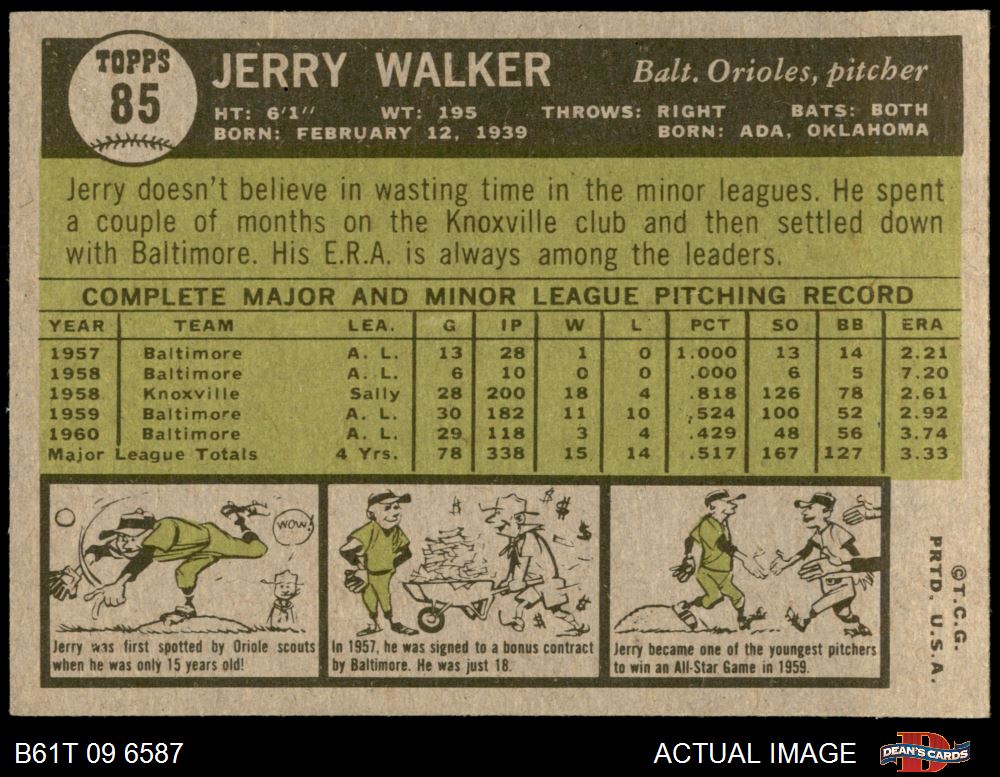 TOPPS
85
JERRY WALKER
Balt. Orioles, pitcher
HT: 6'1" WT: 195 THROWS: RIGHT BATS: BOTH
BORN: FEBRUARY 12, 1939 BORN: ADA, OKLAHOMA
Jerry doesn't believe in wasting time in the minor leagues. He spent
a couple of months on the Knoxville club and then settled down
with Baltimore. His E.R.A. is always among the leaders.
COMPLETE MAJOR AND MINOR LEAGUE PITCHING RECORD
YEAR TEAM LEA. G IP W L PCT SO BB ERA
1957 Baltimore A. L. 13 28 1 0 1.000 13 14 2.21
1958 Baltimore A. L. 6 10 0 0 .000 6 5 7.20
1958 Knoxville Sally 28 200 18 4 .818 126 78 2.61
1959 Baltimore A. L. 30 182 11 10 .524 100 52 2.92
1960 Baltimore A. L. 29 118 3 4 .429 48 56 3.74
Major League Totals 4 Yrs. 78 338 15 14 .517 167 127 3.33
WOW!
Jerry was first spotted by Oriole scouts
when he was only 15 years old!
$ $ $ $ $ $
In 1957, he was signed to a bonus contract
by Baltimore. He was just 18.
Jerry became one of the youngest pitchers
to win an All-Star Game in 1959.
©T.C.G.
PRTD. U.S.A.
B61T 09 6587
ACTUAL IMAGE
DEAN'S CARDS